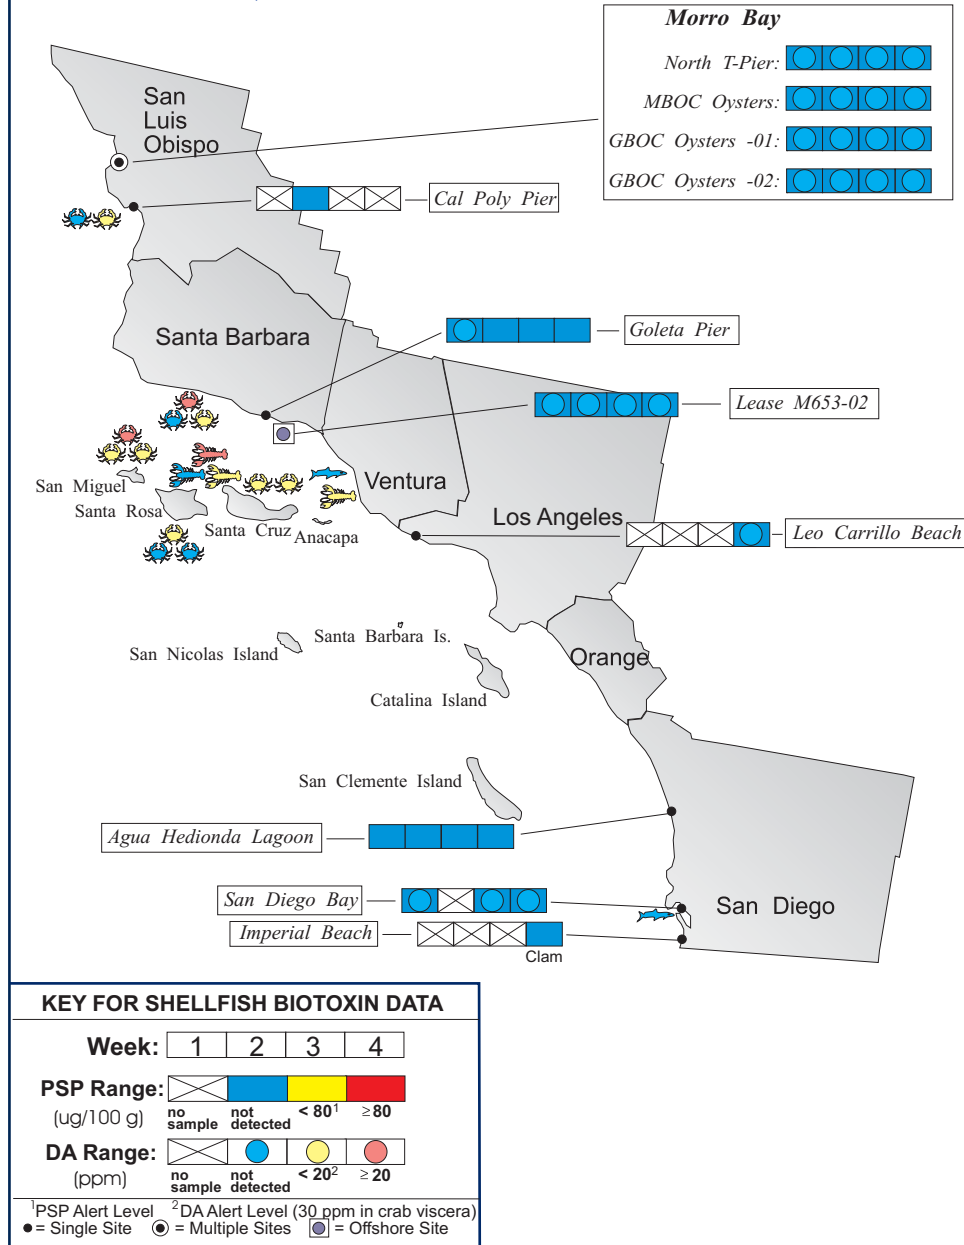 Morro Bay
North T-Pier:
MBOC Oysters:
GBOC Oysters -01:
GBOC Oysters -02:
San
Luis
Obispo
Cal Poly Pier
Santa Barbara
Goleta Pier
Lease M653-02
San Miguel
Santa Rosa
Santa Cruz
Anacapa
Ventura
Los Angeles
Leo Carrillo Beach
Santa Barbara Is.
San Nicolas Island
Orange
Catalina Island
San Clemente Island
Agua Hedionda Lagoon
San Diego Bay
San Diego
Imperial Beach
Clam
KEY FOR SHELLFISH BIOTOXIN DATA
Week: 1 2 3 4
PSP Range:
(ug/100 g)
no sample
not detected
< 80¹
≥ 80
DA Range:
(ppm)
no sample
not detected
< 20²
≥ 20
¹PSP Alert Level ²DA Alert Level (30 ppm in crab viscera)
= Single Site = Multiple Sites = Offshore Site